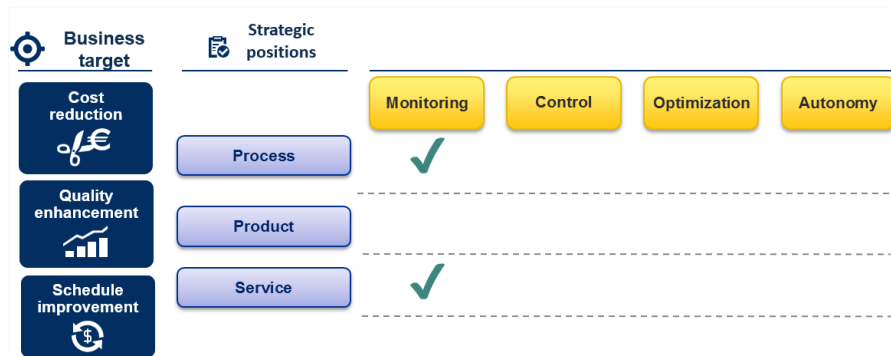 Business
target
Strategic
positions
Cost
reduction
€
Monitoring
Control
Optimization
Autonomy
Process
Quality
enhancement
Product
Schedule
improvement
$
Service